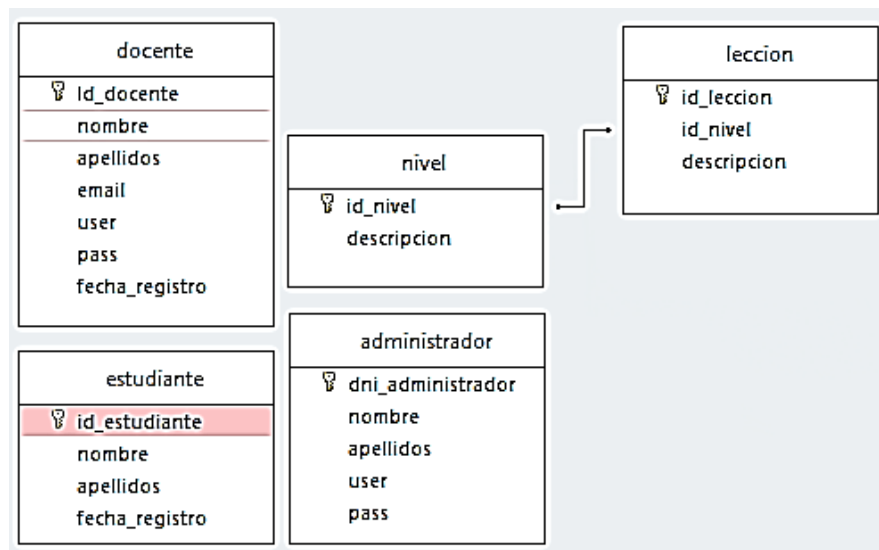 docente
Id_docente
nombre
apellidos
email
user
pass
fecha_registro
estudiante
id_estudiante
nombre
apellidos
fecha_registro
nivel
id_nivel
descripcion
administrador
dni_administrador
nombre
apellidos
user
pass
leccion
id_leccion
id_nivel
descripcion